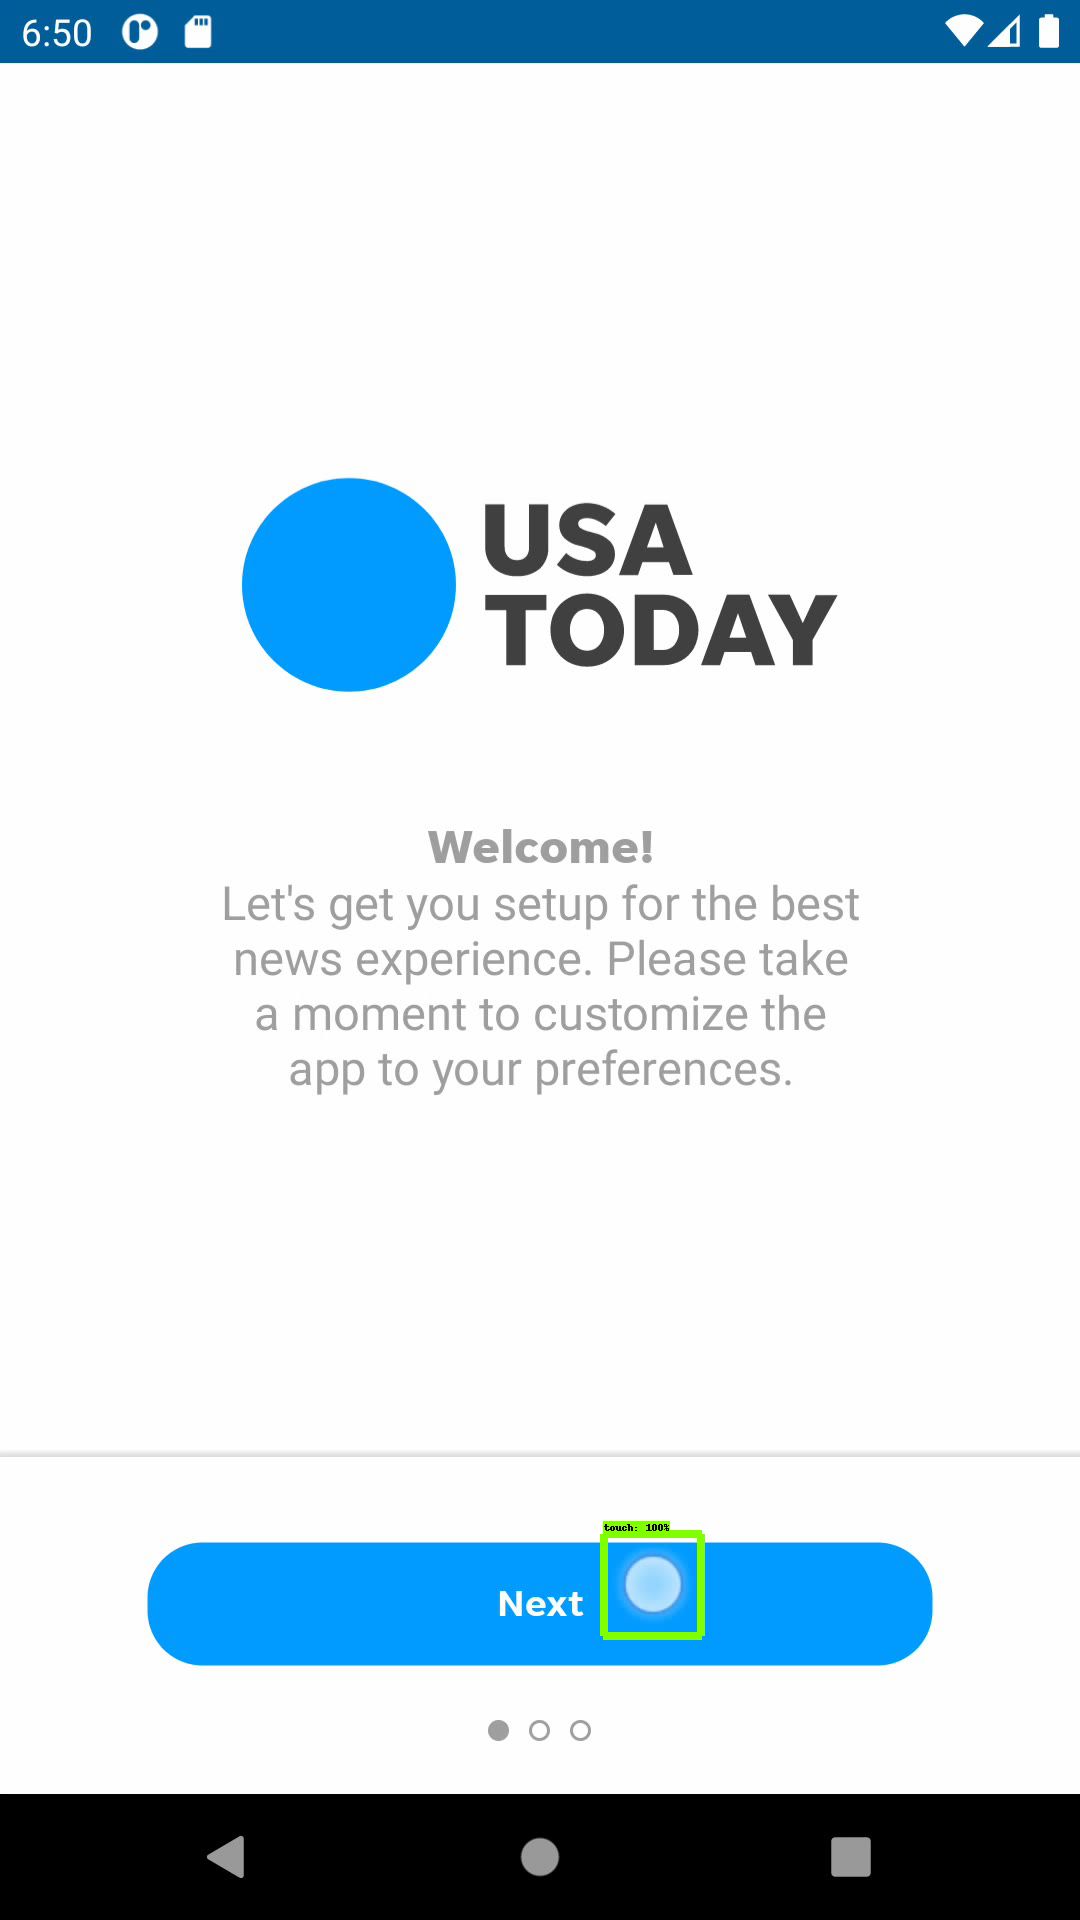 6:50
USA
TODAY
Welcome!
Let's get you setup for the best
news experience. Please take
a moment to customize the
app to your preferences.
touch: 100%
Next